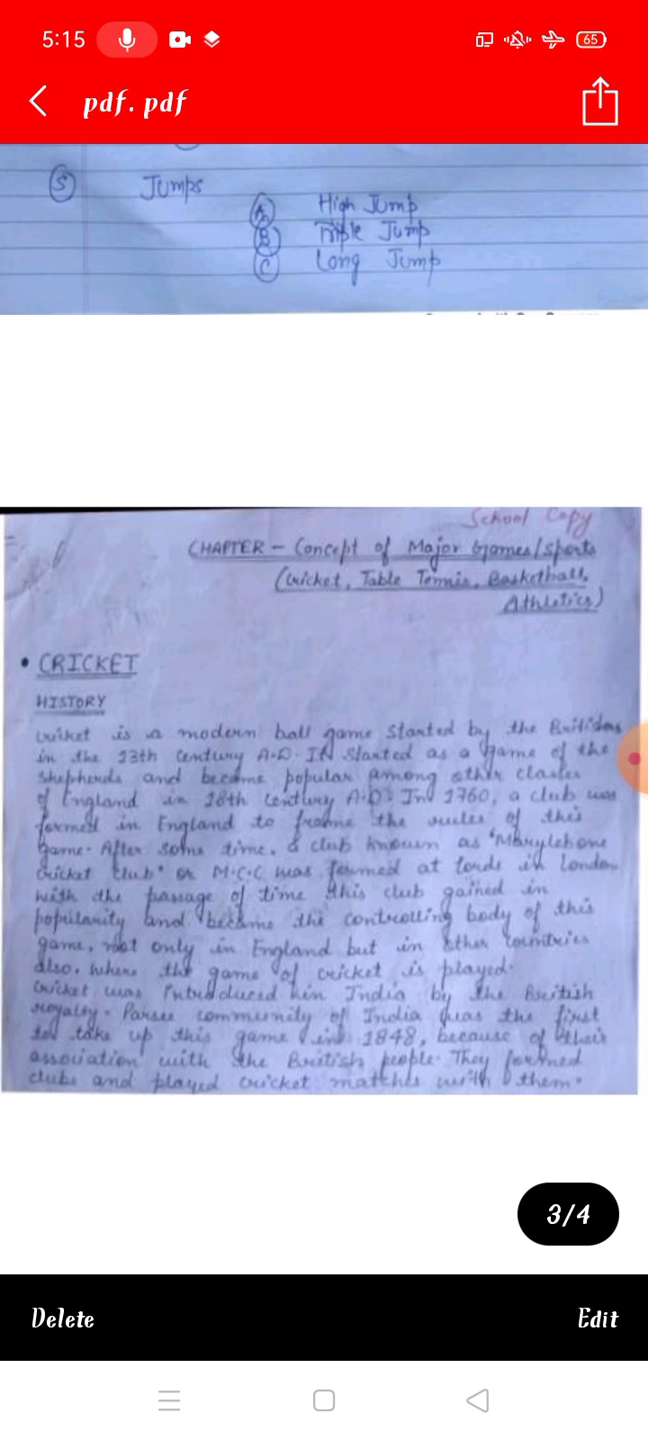 5:15
65
pdf. pdf
5 Jumps
A High Jump
B Triple Jump
C Long Jump
School Copy
CHAPTER - Concept of Major Games/Sports
(Cricket, Table Tennis, Basketball,
Athletics)
• CRICKET
HISTORY
Cricket is a modern ball game started by the
in the 13th Century A.D. It started as a game of the
shepherds and became popular among other classes
of England in 18th Century A.D. In 1760, a club was
formed in England to frame the rules of this
game. After some time, a club known as "Marylebone
Cricket Club" or M.C.C was formed at lords in London
with the passage of time this club gained in
popularity and became the controlling body of this
game, not only in England but in other countries
also. where the game of cricket is played.
Cricket was Introduced in India by the British
royalty. Parsee community of India was the first
to take up this game in 1848, because of their
association with the British people. They formed
clubs and played cricket matches with them.
3/4
Delete
Edit